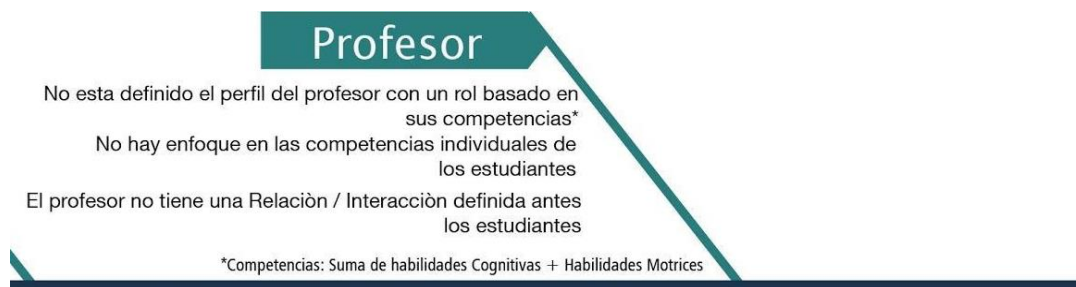 Profesor
No esta definido el perfil del profesor con un rol basado en
sus competencias*
No hay enfoque en las competencias individuales de
los estudiantes
El profesor no tiene una Relaciòn / Interacciòn definida antes
los estudiantes
*Competencias: Suma de habilidades Cognitivas + Habilidades Motrices